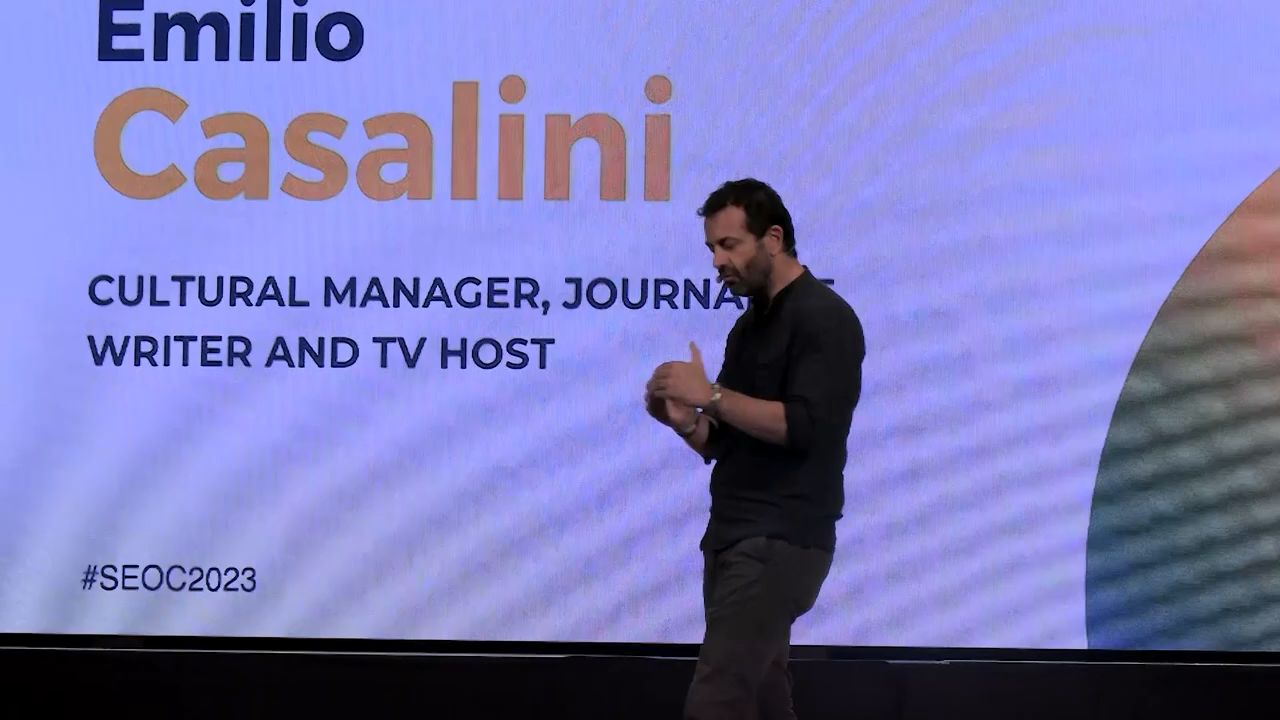 Emilio
Casalini
CULTURAL MANAGER,
WRITER AND TV HOST
#SEOC2023